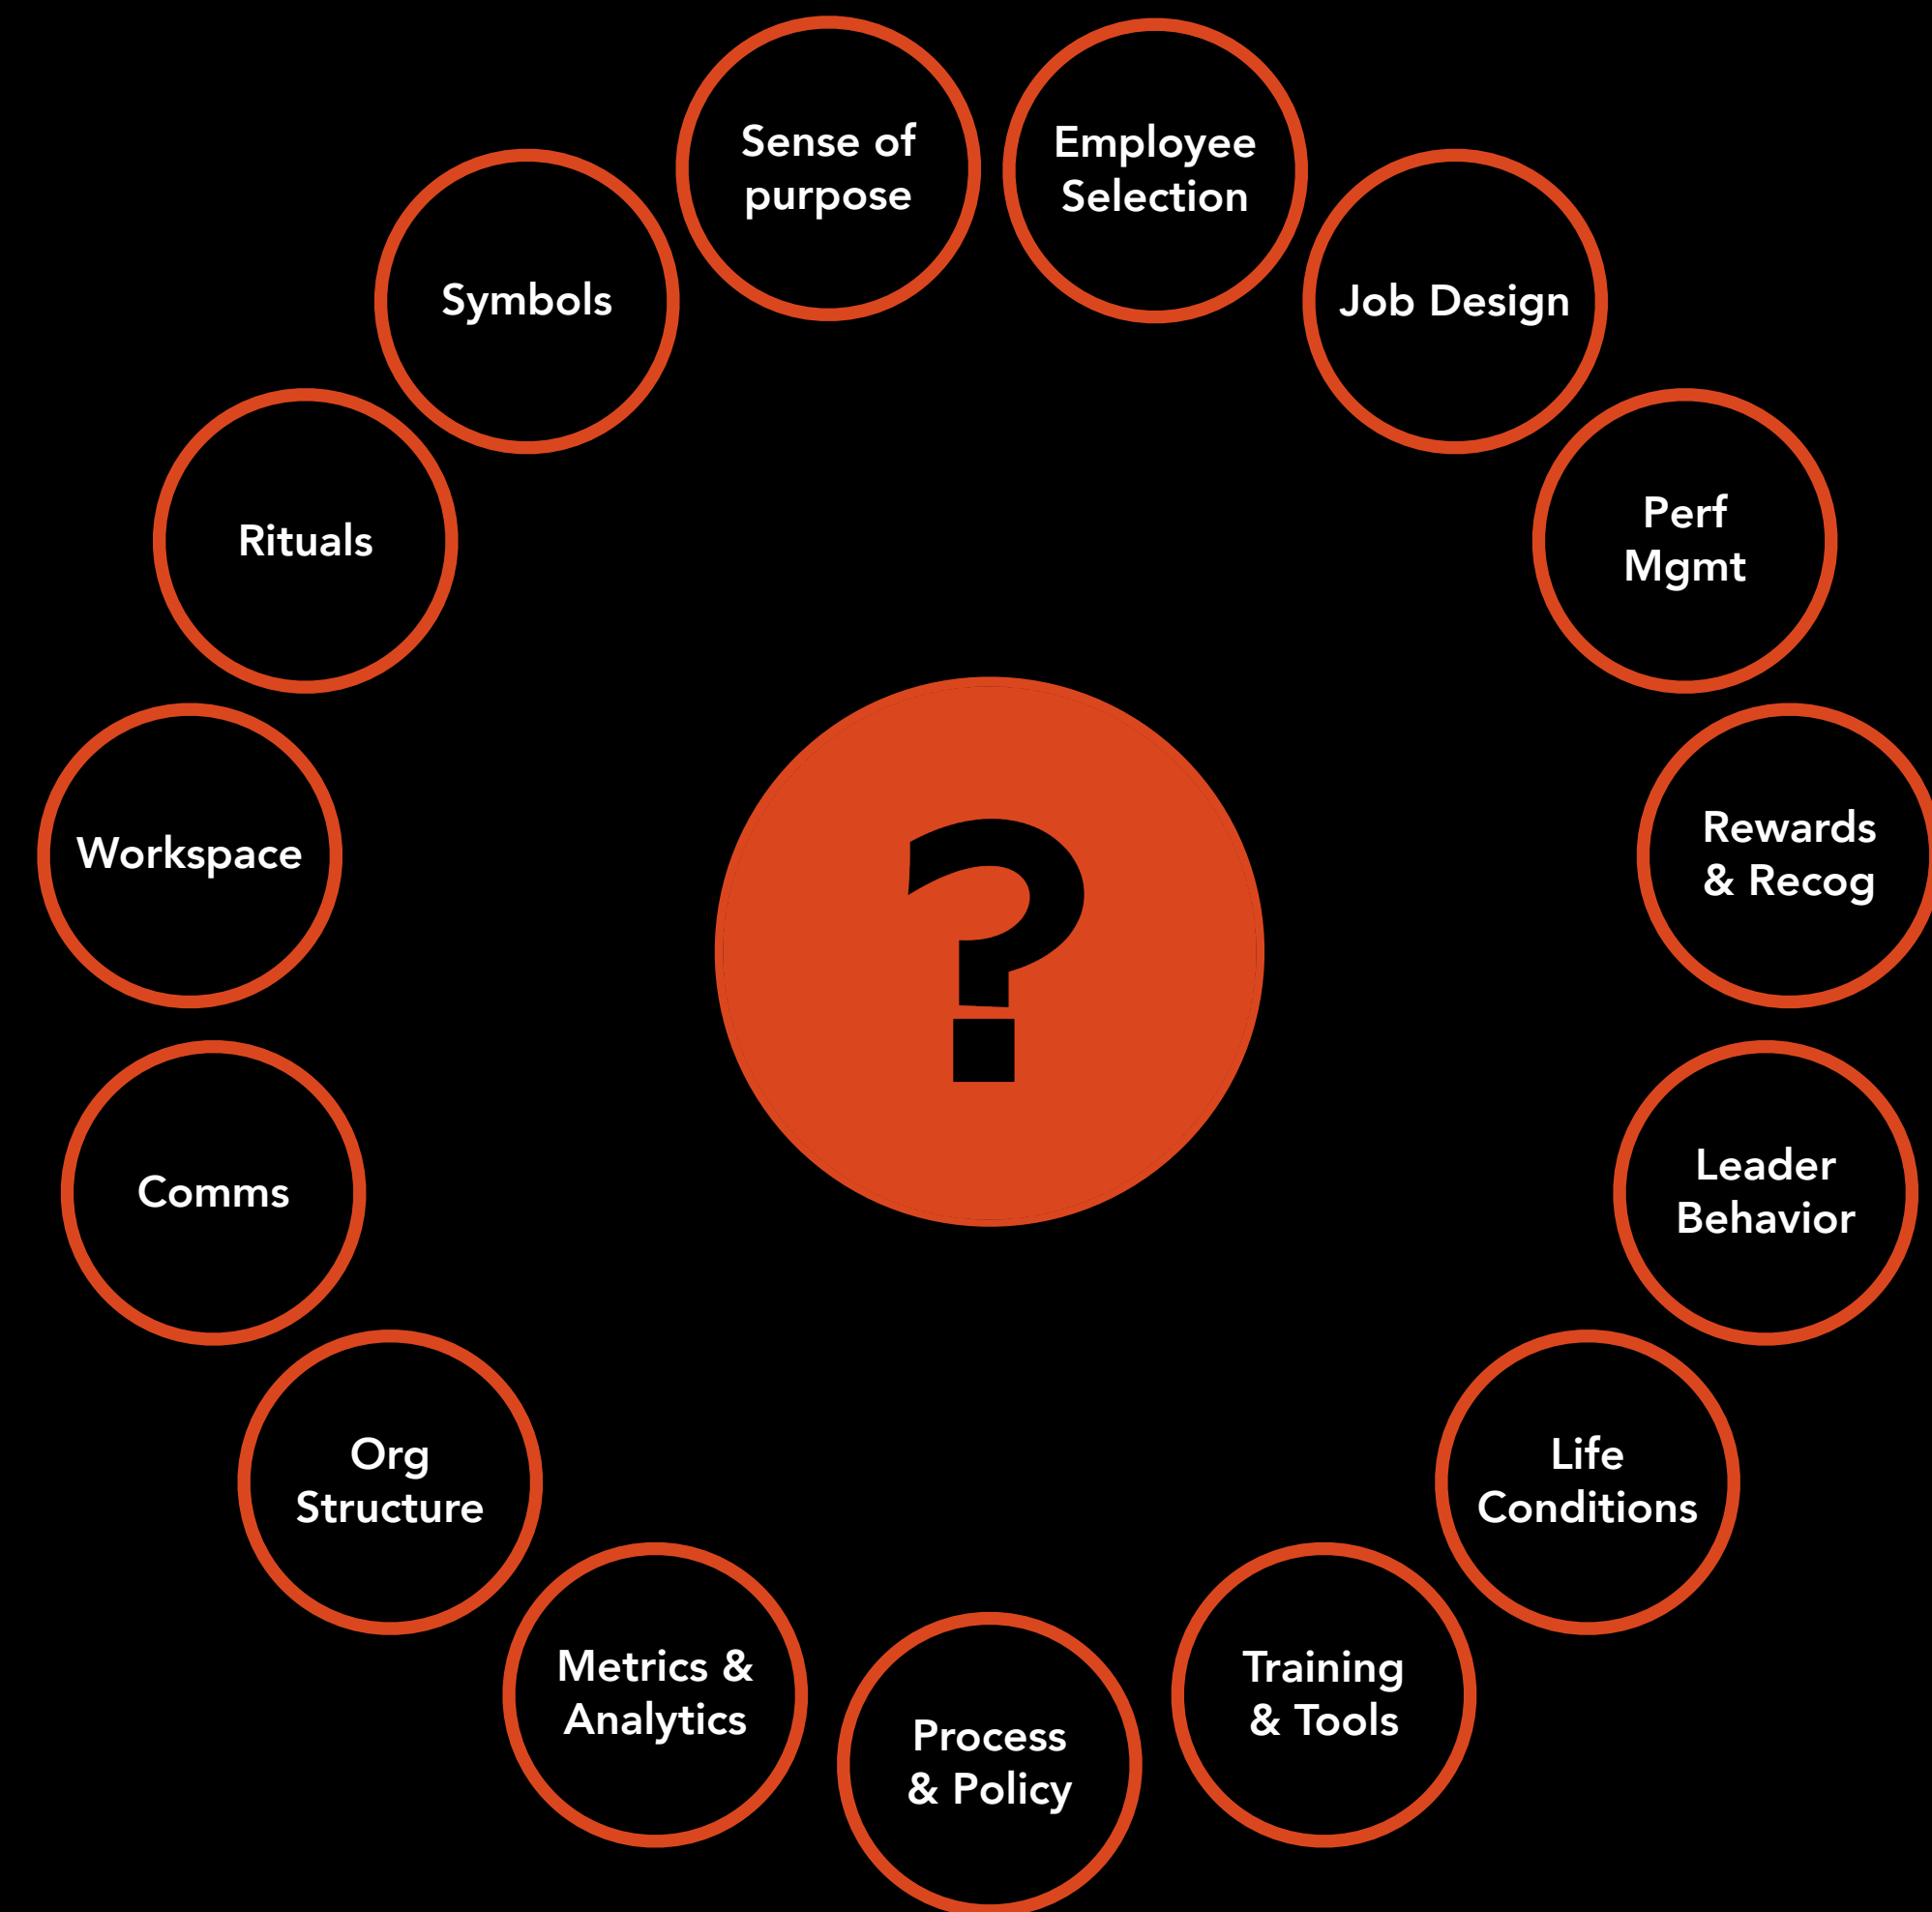 Sense of
purpose
Employee
Selection
Job Design
Perf
Mgmt
Rewards
& Recog
Leader
Behavior
Life
Conditions
Training
& Tools
Process
& Policy
Metrics &
Analytics
Org
Structure
Comms
Workspace
Rituals
Symbols
?